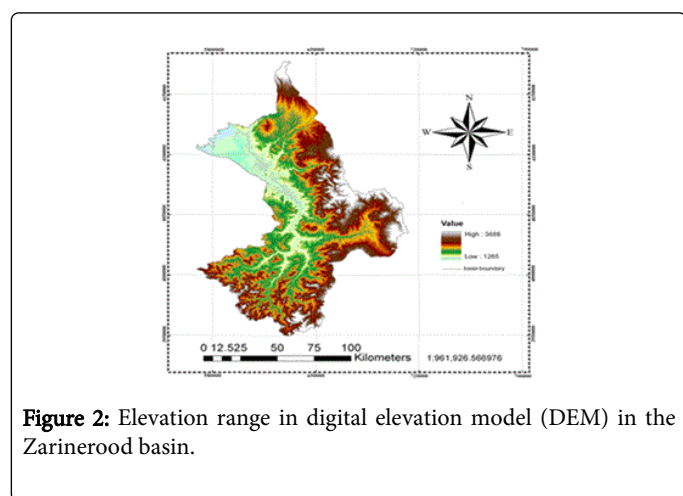 N
W E
S
Value
High : 3686
Low : 1265
basin boundary
0 12.525 50 75 100
Kilometers 1:961,926.566976
Figure 2: Elevation range in digital elevation model (DEM) in the
Zarinerood basin.